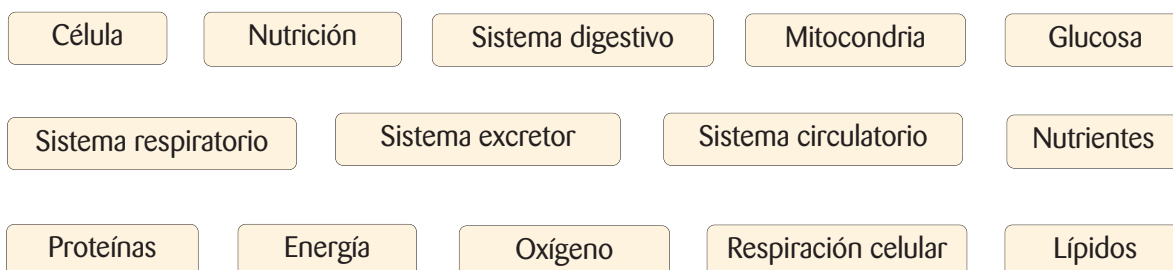 Célula Nutrición Sistema digestivo Mitocondria Glucosa
Sistema respiratorio Sistema excretor Sistema circulatorio Nutrientes
Proteínas Energía Oxígeno Respiración celular Lípidos